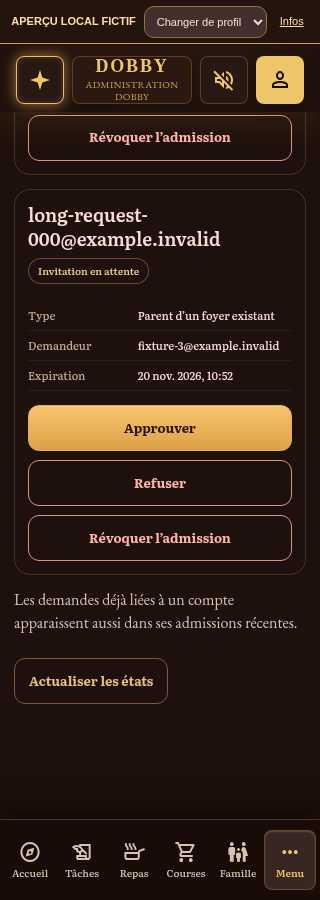 APERÇU LOCAL FICTIF
Changer de profil
Infos
DOBBY
ADMINISTRATION
DOBBY
Révoquer l’admission
long-request-
000@example.invalid
Invitation en attente
Type Parent d’un foyer existant
Demandeur fixture-3@example.invalid
Expiration 20 nov. 2026, 10:52
Approuver
Refuser
Révoquer l’admission
Les demandes déjà liées à un compte
apparaissent aussi dans ses admissions récentes.
Actualiser les états
Accueil Tâches Repas Courses Famille Menu